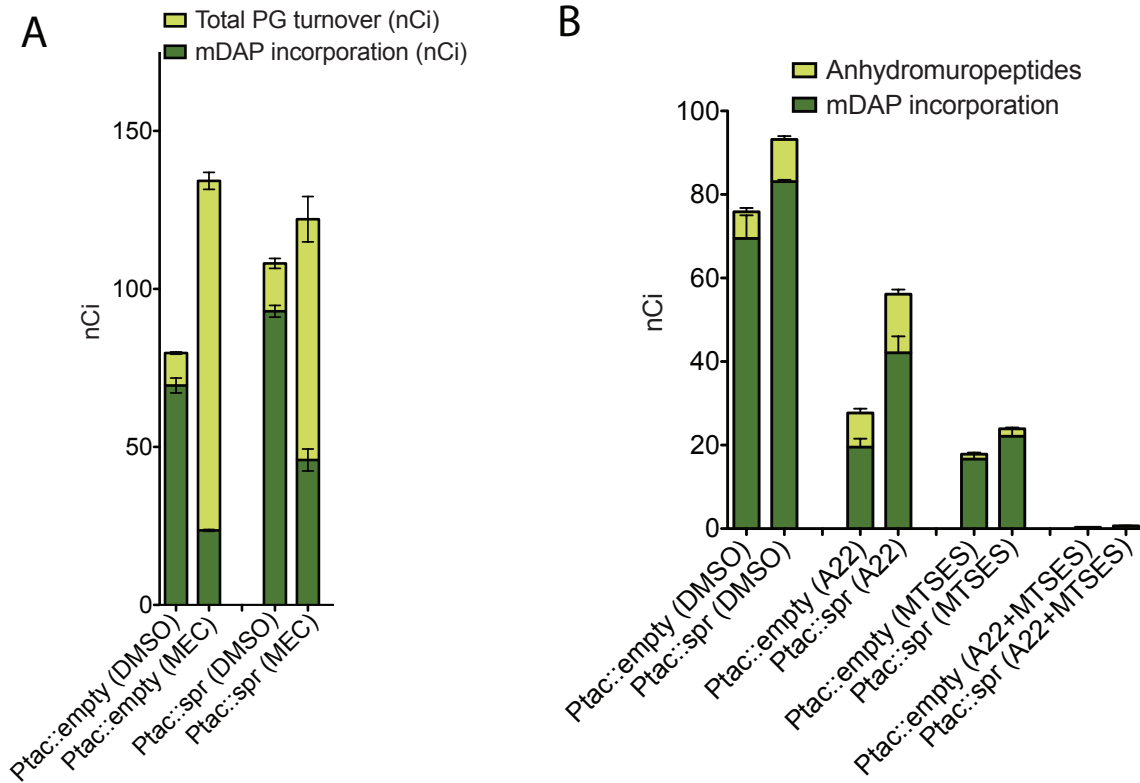 A
Total PG turnover (nCi)
mDAP incorporation (nCi)
150
100
50
0
nCi
Ptac::empty (DMSO)
Ptac::empty (MEC)
Ptac::spr (DMSO)
Ptac::spr (MEC)
B
Anhydromuropeptides
mDAP incorporation
100
80
60
40
20
0
nCi
Ptac::empty (DMSO)
Ptac::spr (DMSO)
Ptac::empty (A22)
Ptac::spr (A22)
Ptac::empty (MTSES)
Ptac::spr (MTSES)
Ptac::empty (A22+MTSES)
Ptac::spr (A22+MTSES)